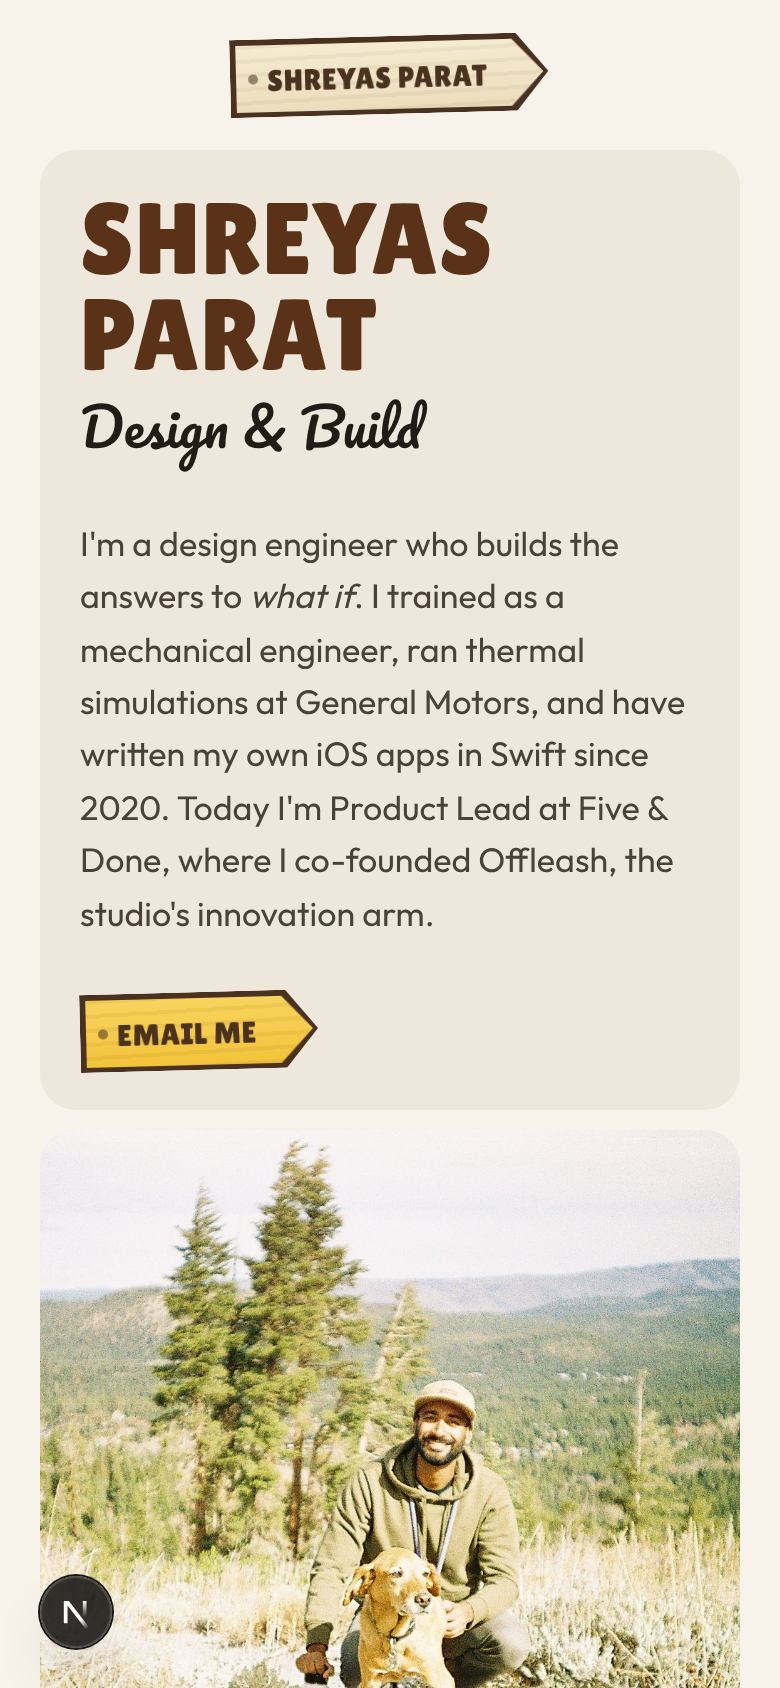 SHREYAS PARAT
SHREYAS
PARAT
Design & Build
I'm a design engineer who builds the
answers to what if. I trained as a
mechanical engineer, ran thermal
simulations at General Motors, and have
written my own iOS apps in Swift since
2020. Today I'm Product Lead at Five &
Done, where I co-founded Offleash, the
studio's innovation arm.
EMAIL ME
N